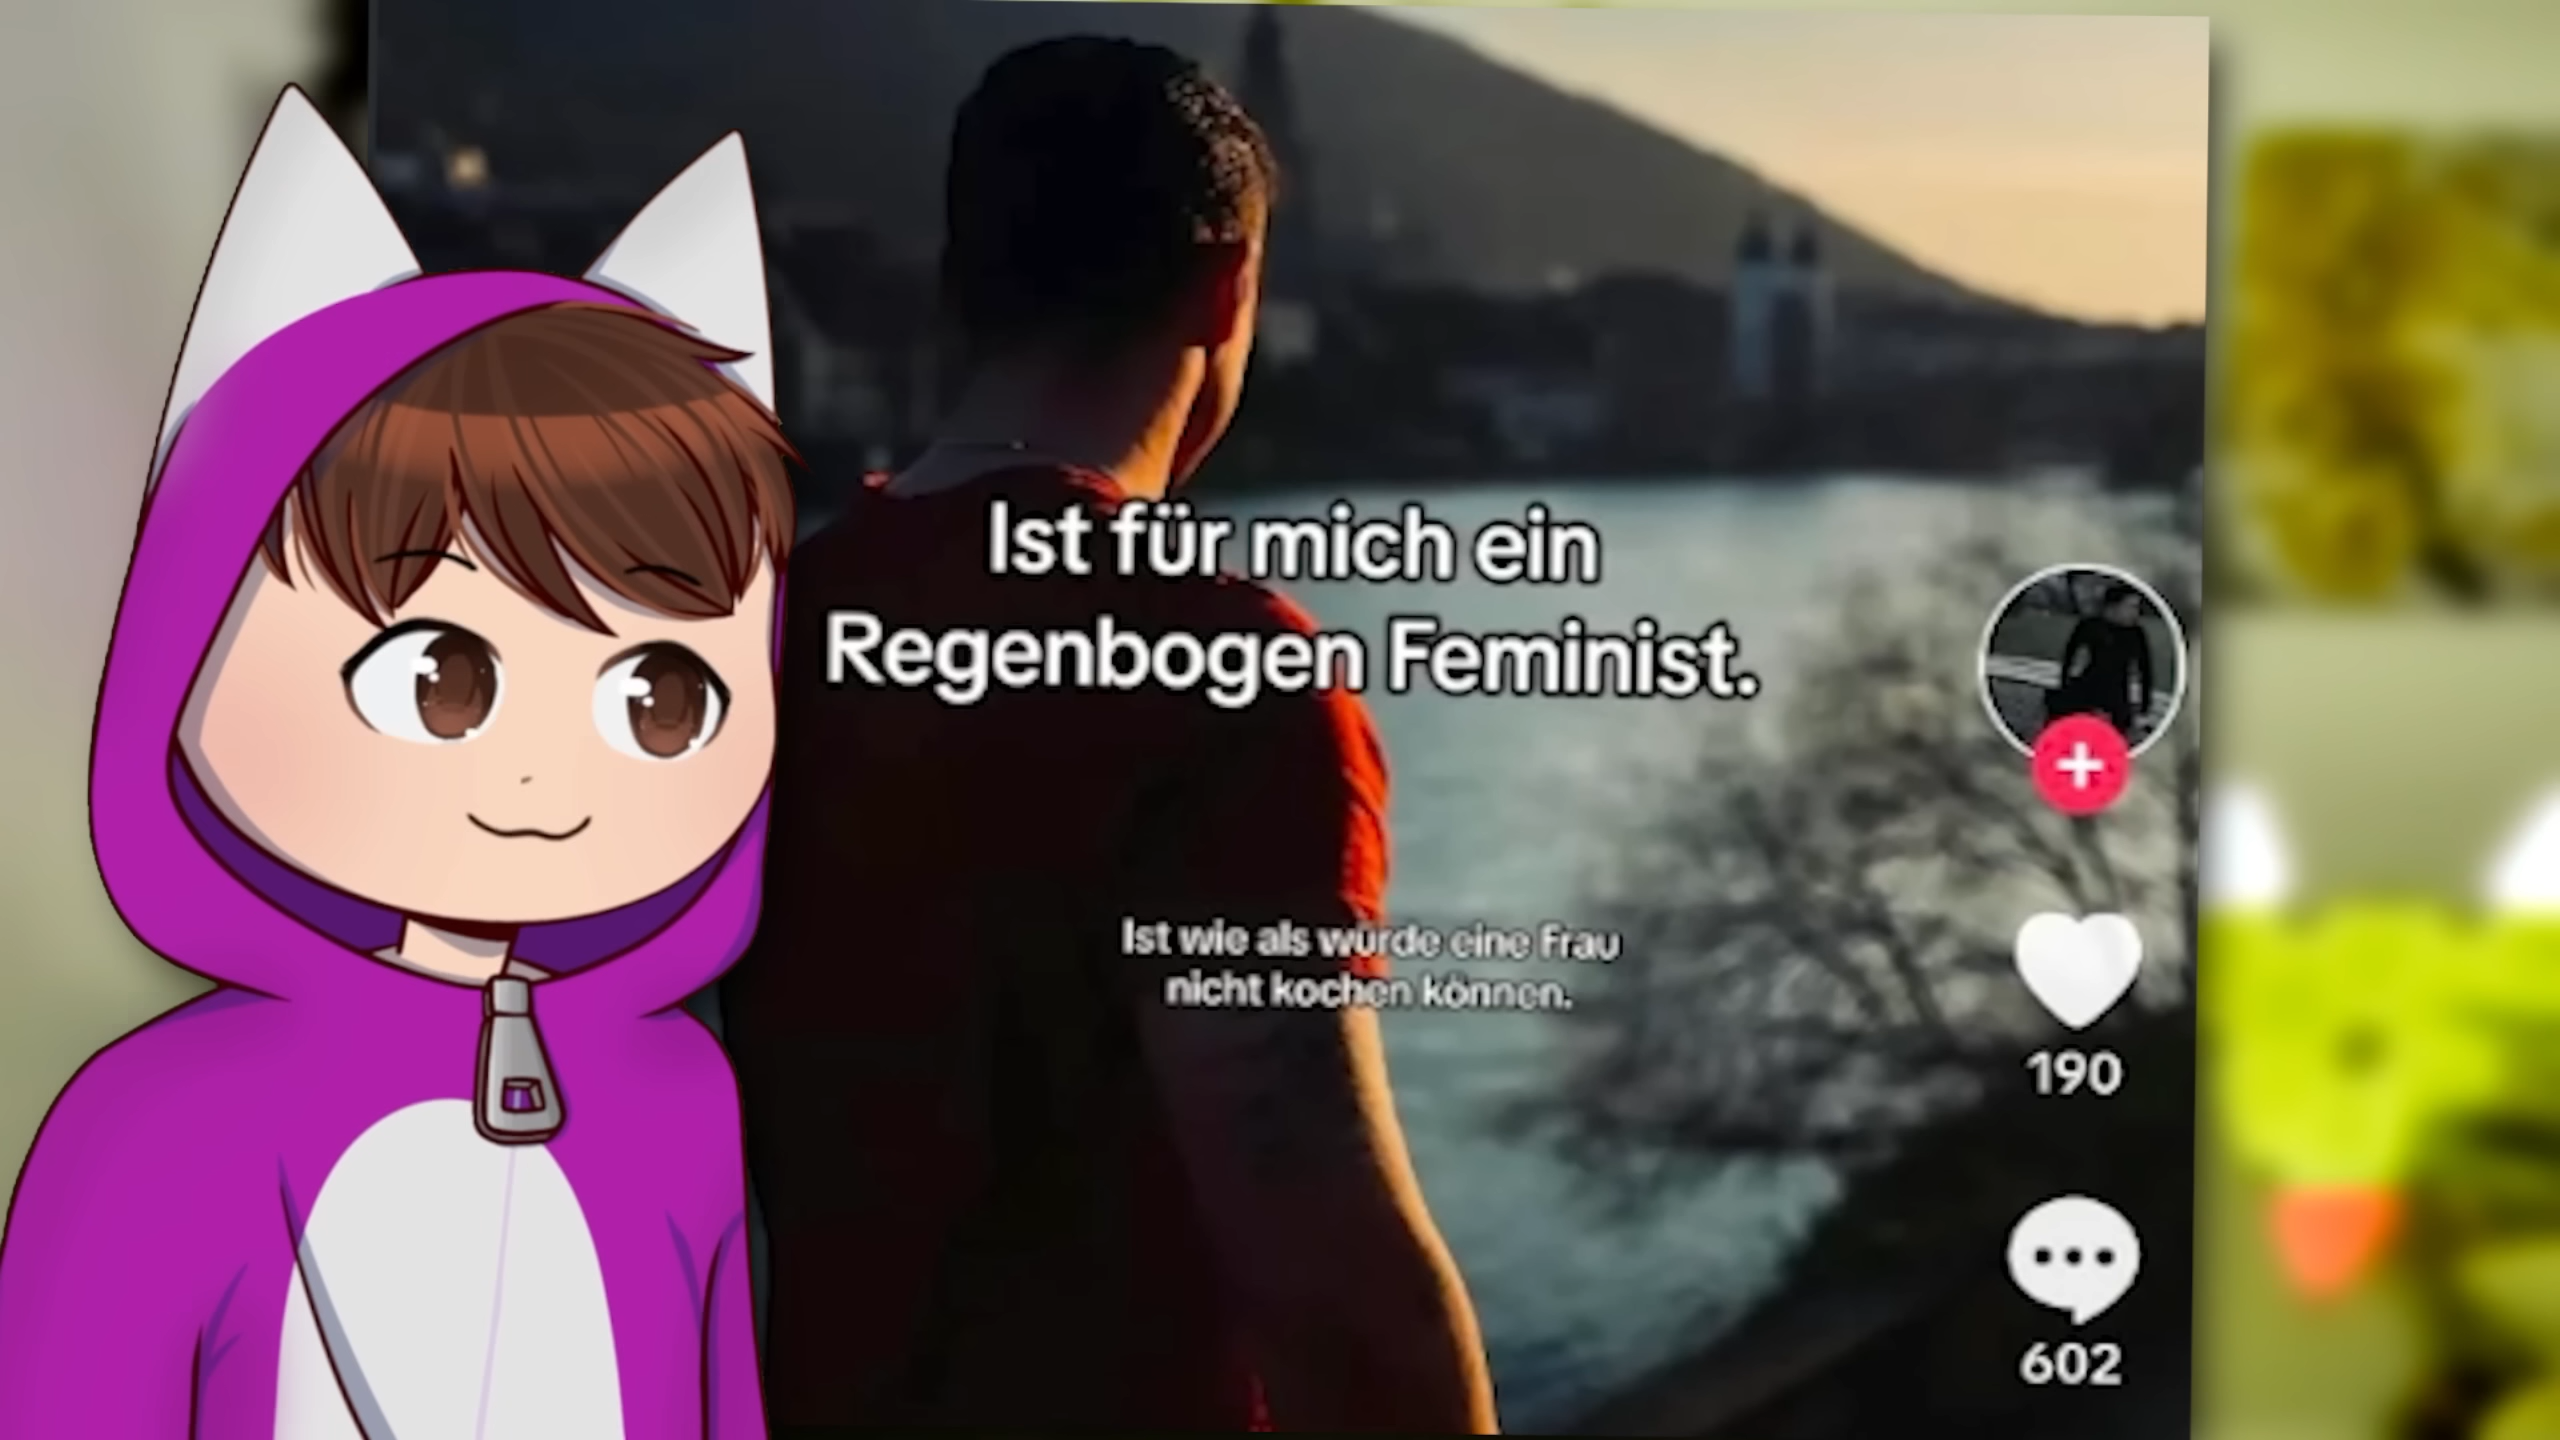 Ist für mich ein
Regenbogen Feminist.
Ist wie als würde eine Frau
nicht kochen können.
190
602